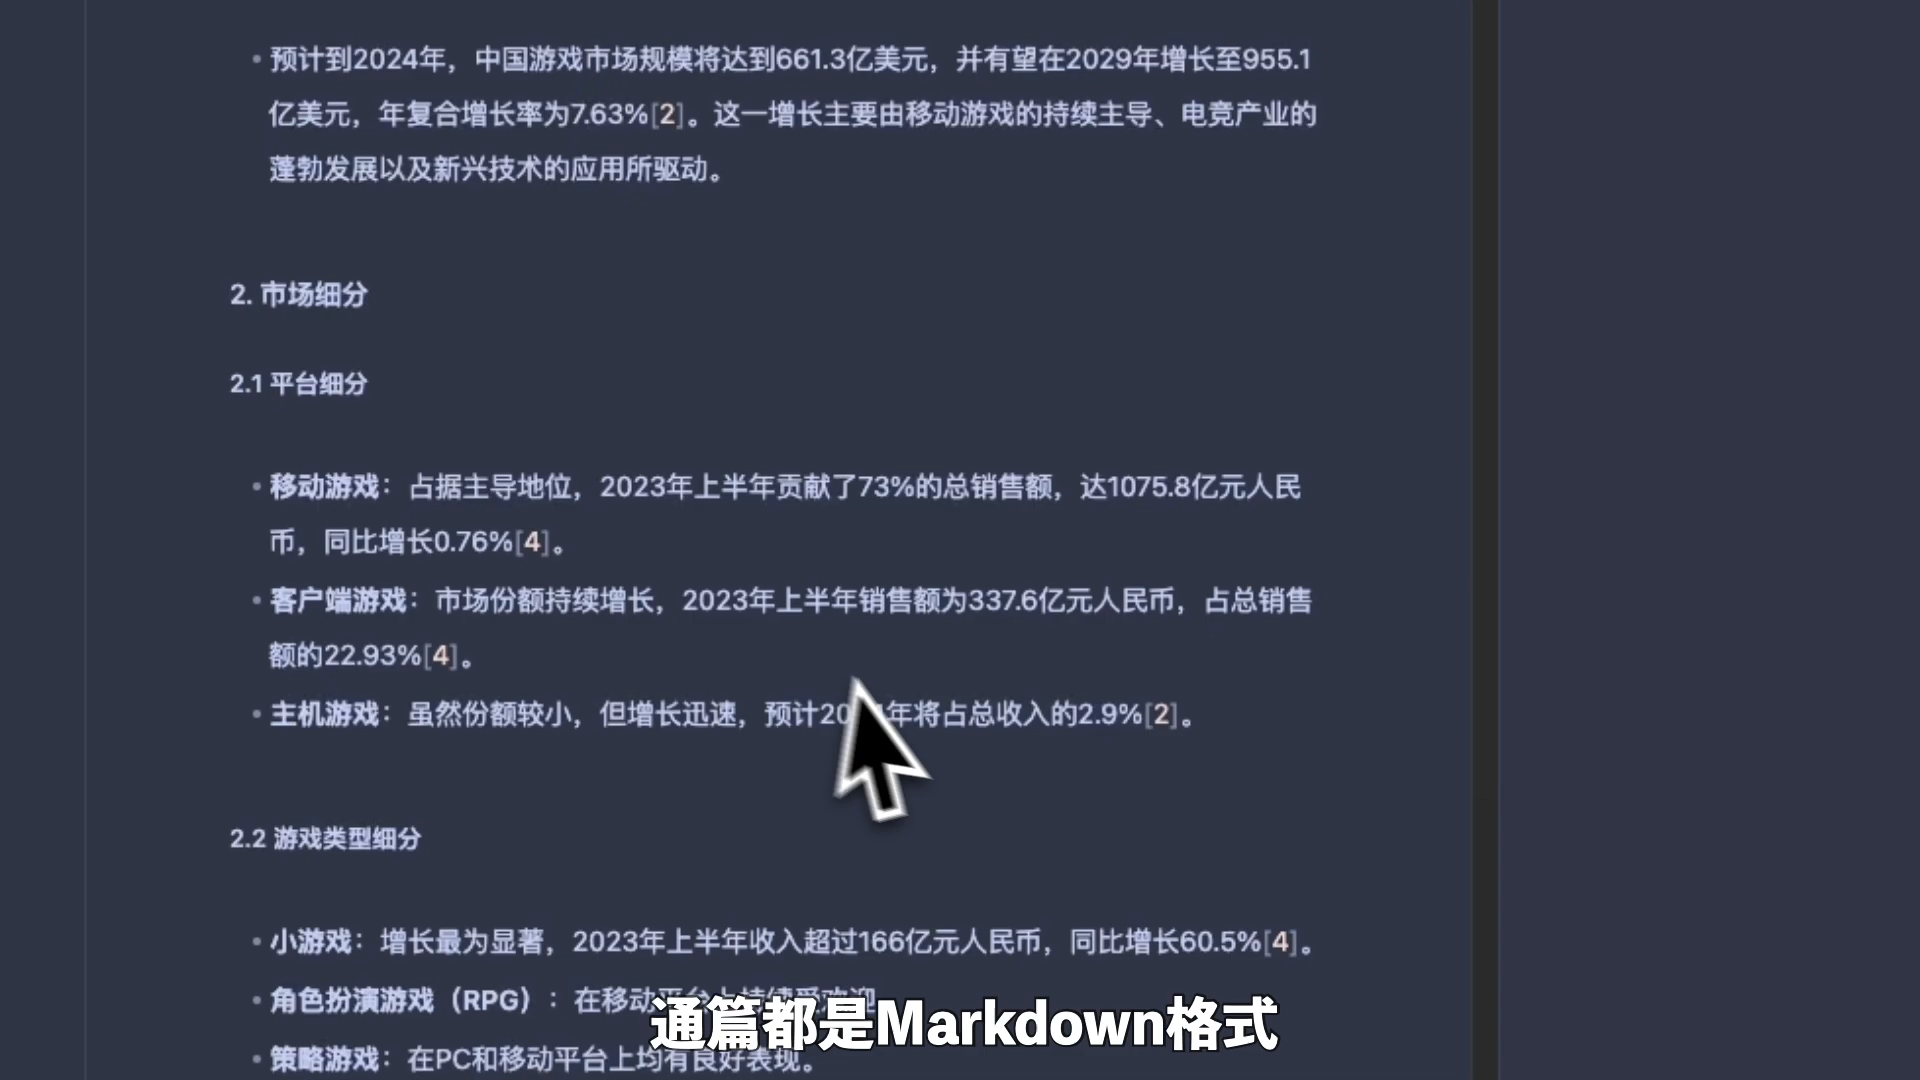 • 预计到2024年，中国游戏市场规模将达到661.3亿美元，并有望在2029年增长至955.1
亿美元，年复合增长率为7.63%[2]。这一增长主要由移动游戏的持续主导、电竞产业的
蓬勃发展以及新兴技术的应用所驱动。
2. 市场细分
2.1 平台细分
• 移动游戏：占据主导地位，2023年上半年贡献了73%的总销售额，达1075.8亿元人民
币，同比增长0.76%[4]。
• 客户端游戏：市场份额持续增长，2023年上半年销售额为337.6亿元人民币，占总销售
额的22.93%[4]。
• 主机游戏：虽然份额较小，但增长迅速，预计20 年将占总收入的2.9%[2]。
2.2 游戏类型细分
• 小游戏：增长最为显著，2023年上半年收入超过166亿元人民币，同比增长60.5%[4]。
• 角色扮演游戏（RPG）：在移动
通篇都是Markdown格式
• 策略游戏：在PC和移动平台上均有良好表现。